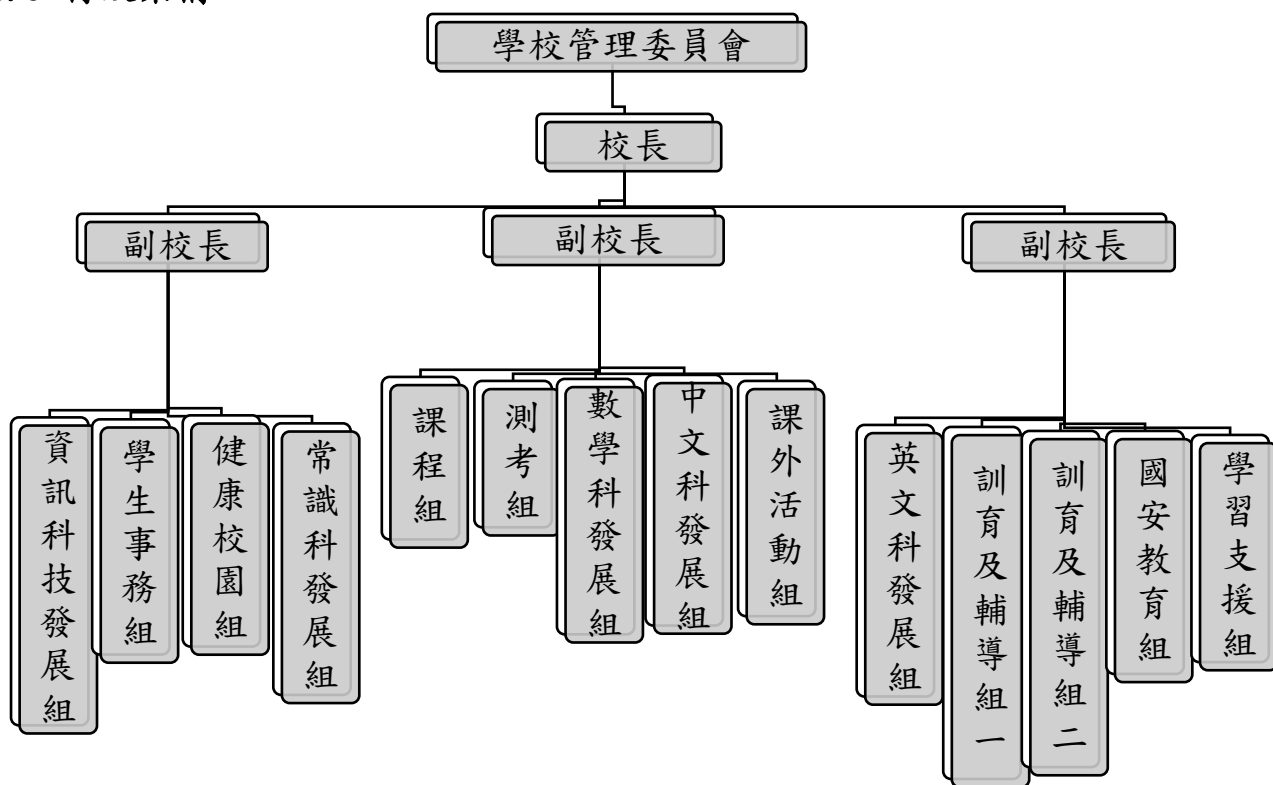 學校管理委員會
校長
副校長
副校長
副校長
資訊科技發展組
學生事務組
健康校園組
常識科發展組
課程組
測考組
數學科發展組
中文科發展組
課外活動組
英文科發展組
訓育及輔導組一
訓育及輔導組二
國安教育組
學習支援組